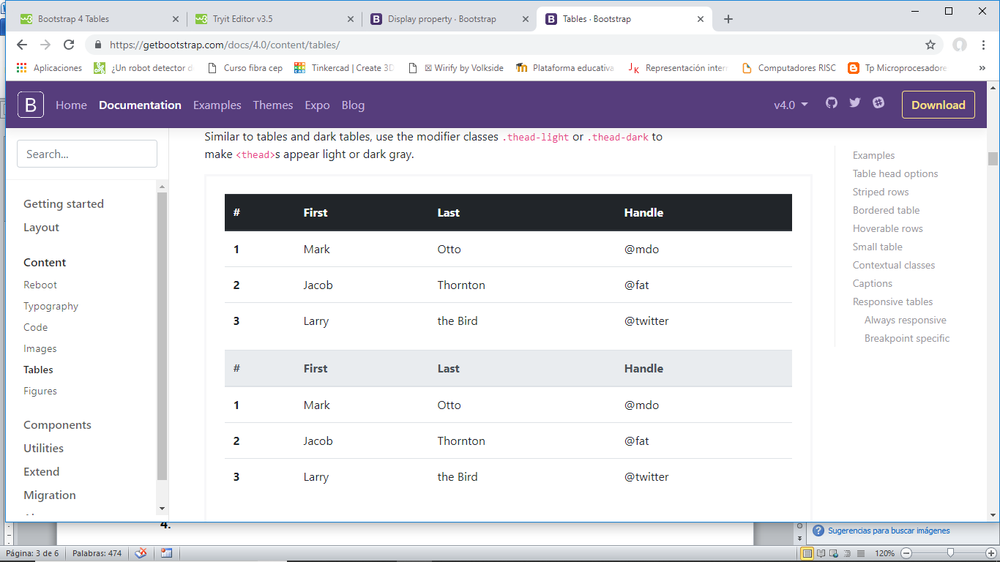 Bootstrap 4 Tables
Tryit Editor v3.5
Display property · Bootstrap
Tables · Bootstrap
https://getbootstrap.com/docs/4.0/content/tables/
Aplicaciones
¿Un robot detector d
Curso fibra cep
Tinkercad | Create 3D
Wirify by Volkside
Plataforma educativa
Representación inter
Computadores RISC
Tp Microprocesadore
B Home Documentation Examples Themes Expo Blog v4.0 Download
Search...
Getting started
Layout
Content
Reboot
Typography
Code
Images
Tables
Figures
Components
Utilities
Extend
Migration
Similar to tables and dark tables, use the modifier classes .thead-light or .thead-dark to
make <thead>s appear light or dark gray.
# First Last Handle
1 Mark Otto @mdo
2 Jacob Thornton @fat
3 Larry the Bird @twitter
# First Last Handle
1 Mark Otto @mdo
2 Jacob Thornton @fat
3 Larry the Bird @twitter
Examples
Table head options
Striped rows
Bordered table
Hoverable rows
Small table
Contextual classes
Captions
Responsive tables
Always responsive
Breakpoint specific
4.
Sugerencias para buscar imágenes
Página: 3 de 6
Palabras: 474
120%